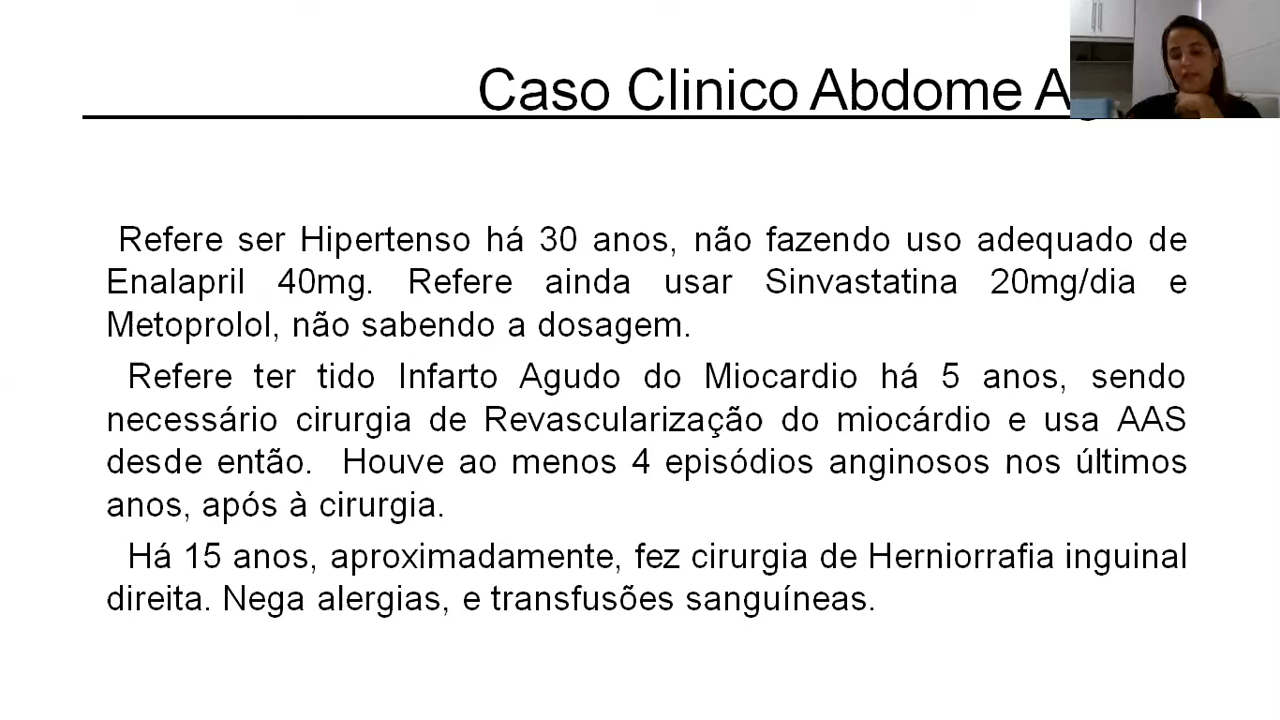 Caso Clinico Abdome
Refere ser Hipertenso há 30 anos, não fazendo uso adequado de
Enalapril 40mg. Refere ainda usar Sinvastatina 20mg/dia e
Metoprolol, não sabendo a dosagem.
Refere ter tido Infarto Agudo do Miocardio há 5 anos, sendo
necessário cirurgia de Revascularização do miocárdio e usa AAS
desde então. Houve ao menos 4 episódios anginosos nos últimos
anos, após à cirurgia.
Há 15 anos, aproximadamente, fez cirurgia de Herniorrafia inguinal
direita. Nega alergias, e transfusões sanguíneas.